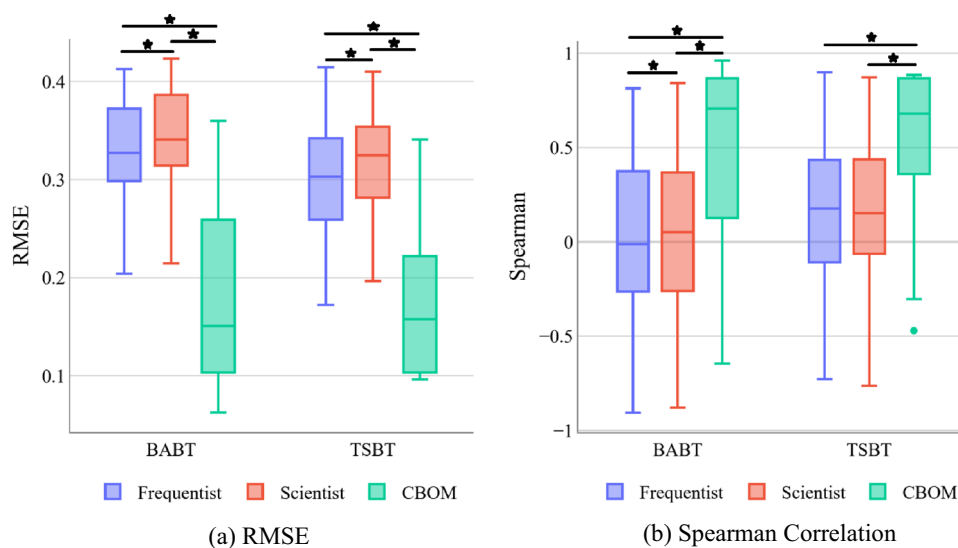 0.4
0.3
0.2
0.1
RMSE
BABT TSBT
Frequentist Scientist CBOM
(a) RMSE
1
0.5
0
−0.5
−1
Spearman
BABT TSBT
Frequentist Scientist CBOM
(b) Spearman Correlation